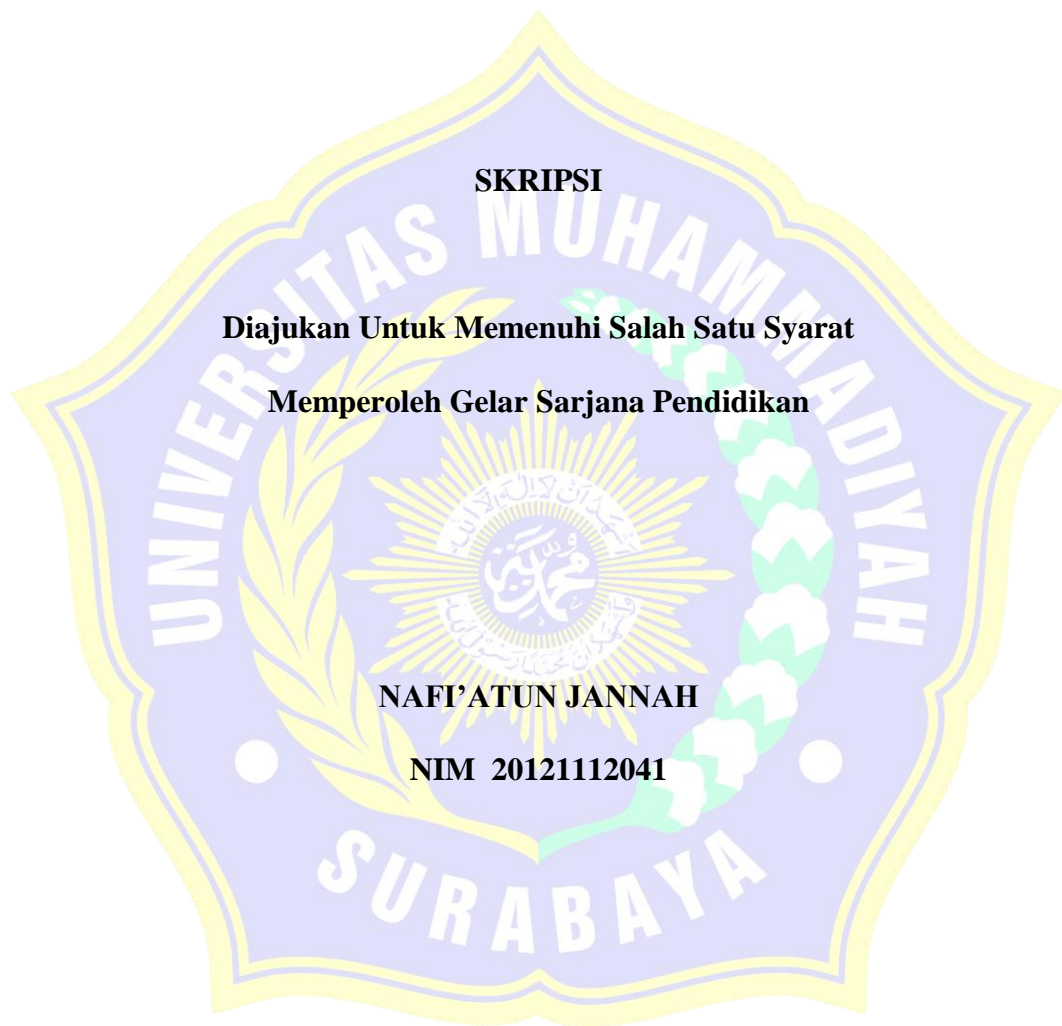 SKRIPSI
UNIVERSITAS MUHAMMADIYAH
Diajukan Untuk Memenuhi Salah Satu Syarat
Memperoleh Gelar Sarjana Pendidikan
NAFI’ATUN JANNAH
NIM 20121112041
SURABAYA